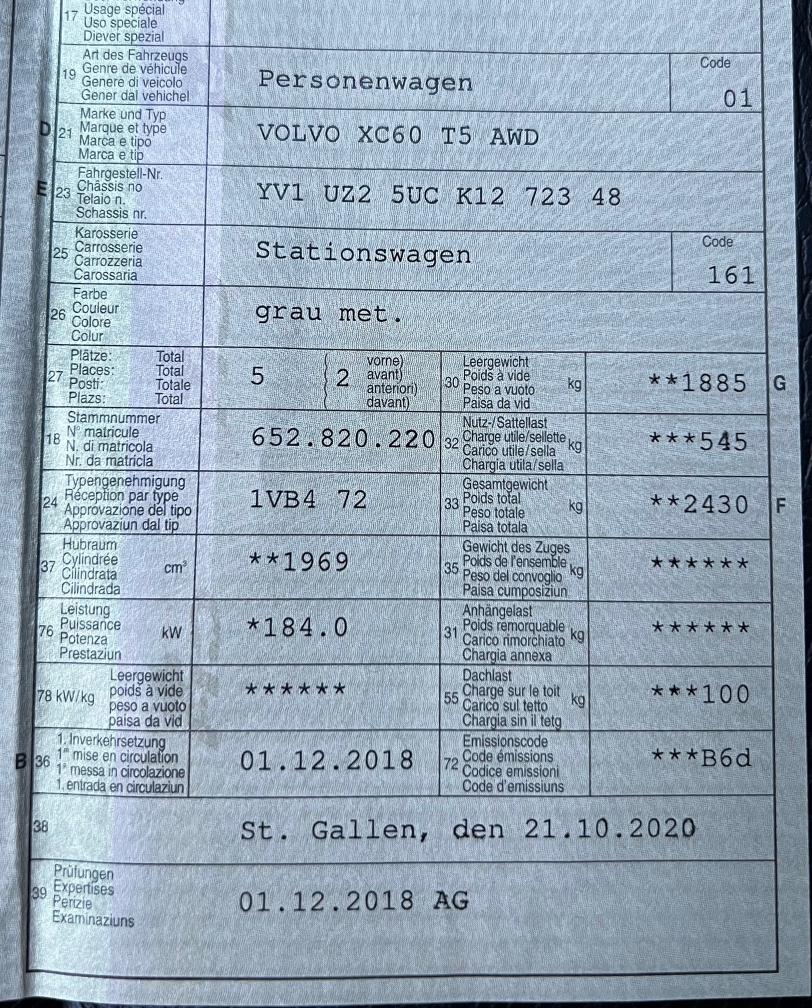 17 Usage spécial
Uso speciale
Diever spezial
19 Art des Fahrzeugs
Genre de véhicule
Genere di veicolo
Gener dal vehichel
Personenwagen
Code
01
D 21 Marke und Typ
Marque et type
Marca e tipo
Marca e tip
VOLVO XC60 T5 AWD
E 23 Fahrgestell-Nr.
Châssis no
Telaio n.
Schassis nr.
YV1 UZ2 5UC K12 723 48
25 Karosserie
Carrosserie
Carrozzeria
Carossaria
Stationswagen
Code
161
26 Farbe
Couleur
Colore
Colur
grau met.
27 Plätze: Total
Places: Total
Posti: Totale
Plazs: Total
5 ( 2 vorne)
avant)
anteriori)
davant)
30 Leergewicht
Poids à vide
Peso a vuoto
Paisa da vid
kg
**1885 G
18 Stammnummer
N° matricule
N. di matricola
Nr. da matricla
652.820.220
32 Nutz-/Sattellast
Charge utile/sellette
Carico utile/sella
Chargia utila/sella
kg
***545
24 Typengenehmigung
Réception par type
Approvazione del tipo
Approvaziun dal tip
1VB4 72
33 Gesamtgewicht
Poids total
Peso totale
Paisa totala
kg
**2430 F
37 Hubraum
Cylindrée
Cilindrata
Cilindrada
cm³
**1969
35 Gewicht des Zuges
Poids de l'ensemble
Peso del convoglio
Paisa cumposiziun
kg
******
76 Leistung
Puissance
Potenza
Prestaziun
kW
*184.0
31 Anhängelast
Poids remorquable
Carico rimorchiato
Chargia annexa
kg
******
78 kW/kg Leergewicht
poids à vide
peso a vuoto
paisa da vid
******
55 Dachlast
Charge sur le toit
Carico sul tetto
Chargia sin il tetg
kg
***100
B 36 1. Inverkehrsetzung
1re mise en circulation
1a messa in circolazione
1. entrada en circulaziun
01.12.2018
72 Emissionscode
Code émissions
Codice emissioni
Code d'emissiuns
***B6d
38 St. Gallen, den 21.10.2020
39 Prüfungen
Expertises
Perizie
Examinaziuns
01.12.2018 AG